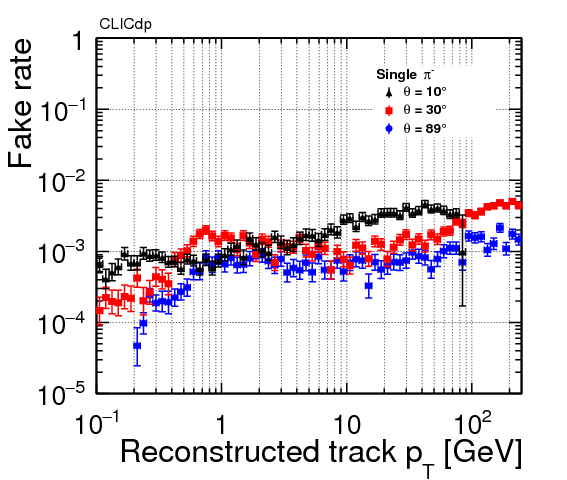 CLICdp
Fake rate
1
10⁻¹
10⁻²
10⁻³
10⁻⁴
10⁻⁵
Single π⁻
θ = 10°
θ = 30°
θ = 89°
10⁻¹ 1 10 10²
Reconstructed track p_T [GeV]